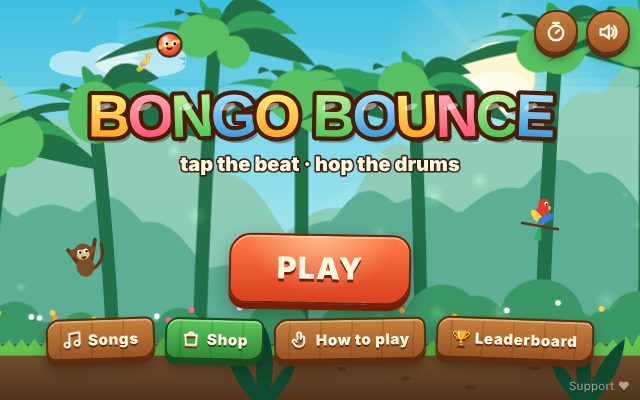 BONGO BOUNCE
tap the beat · hop the drums
PLAY
Songs
Shop
How to play
Leaderboard
Support ♥